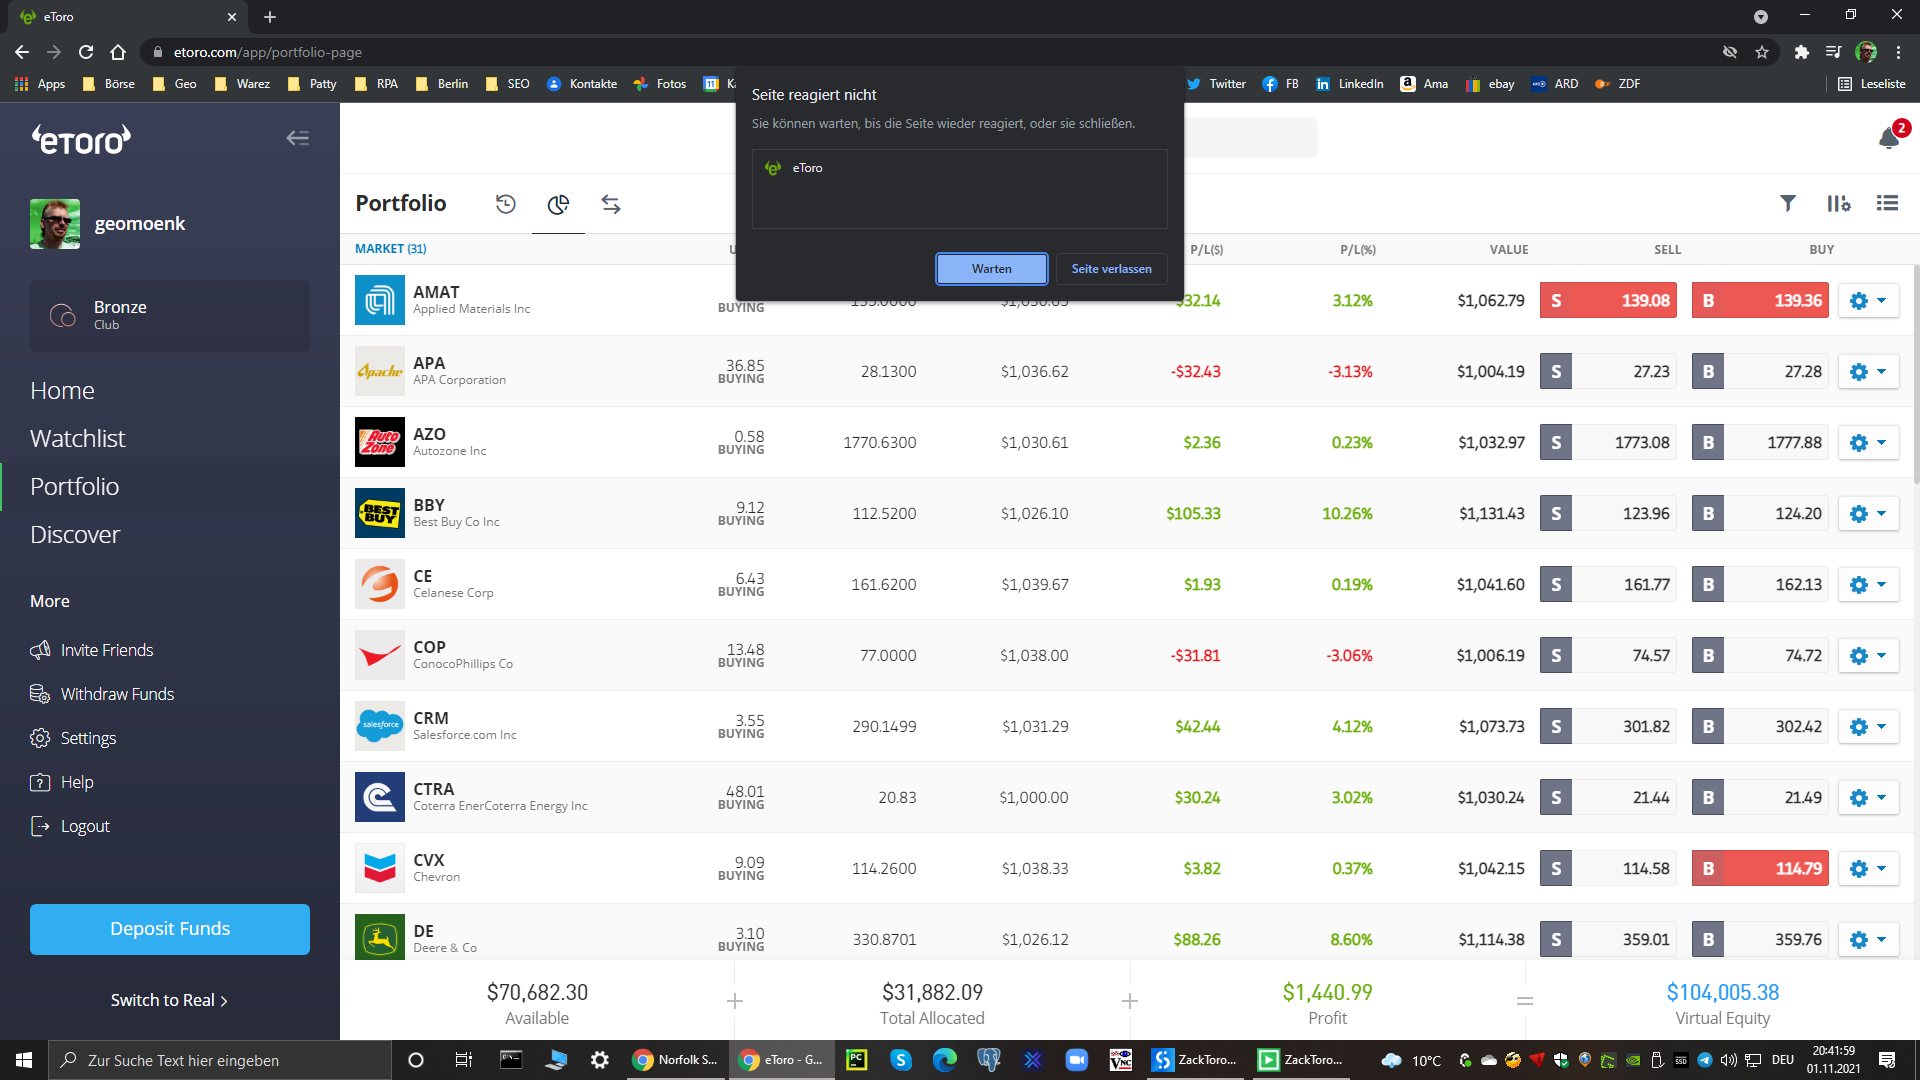 eToro
etoro.com/app/portfolio-page
Apps Börse Geo Warez Patty RPA Berlin SEO Kontakte Fotos Twitter FB LinkedIn Ama ebay ARD ZDF Leseliste
Seite reagiert nicht
Sie können warten, bis die Seite wieder reagiert, oder sie schließen.
eToro
Warten Seite verlassen
eToro
2
geomoenk
Bronze
Club
Home
Watchlist
Portfolio
Discover
More
Invite Friends
Withdraw Funds
Settings
Help
Logout
Deposit Funds
Switch to Real >
Portfolio
MARKET (31) P/L($) P/L(%) VALUE SELL BUY
AMAT
Applied Materials Inc
BUYING $32.14 3.12% $1,062.79 S 139.08 B 139.36
APA
APA Corporation
36.85
BUYING
28.1300 $1,036.62 -$32.43 -3.13% $1,004.19 S 27.23 B 27.28
AZO
Autozone Inc
0.58
BUYING
1770.6300 $1,030.61 $2.36 0.23% $1,032.97 S 1773.08 B 1777.88
BBY
Best Buy Co Inc
9.12
BUYING
112.5200 $1,026.10 $105.33 10.26% $1,131.43 S 123.96 B 124.20
CE
Celanese Corp
6.43
BUYING
161.6200 $1,039.67 $1.93 0.19% $1,041.60 S 161.77 B 162.13
COP
ConocoPhillips Co
13.48
BUYING
77.0000 $1,038.00 -$31.81 -3.06% $1,006.19 S 74.57 B 74.72
salesforce
CRM
Salesforce.com Inc
3.55
BUYING
290.1499 $1,031.29 $42.44 4.12% $1,073.73 S 301.82 B 302.42
CTRA
Coterra EnerCoterra Energy Inc
48.01
BUYING
20.83 $1,000.00 $30.24 3.02% $1,030.24 S 21.44 B 21.49
CVX
Chevron
9.09
BUYING
114.2600 $1,038.33 $3.82 0.37% $1,042.15 S 114.58 B 114.79
DE
Deere & Co
3.10
BUYING
330.8701 $1,026.12 $88.26 8.60% $1,114.38 S 359.01 B 359.76
$70,682.30 + $31,882.09 + $1,440.99 = $104,005.38
Available Total Allocated Profit Virtual Equity
Zur Suche Text hier eingeben
Norfolk S... eToro - G... ZackToro... ZackToro... 10°C DEU
20:41:59
01.11.2021